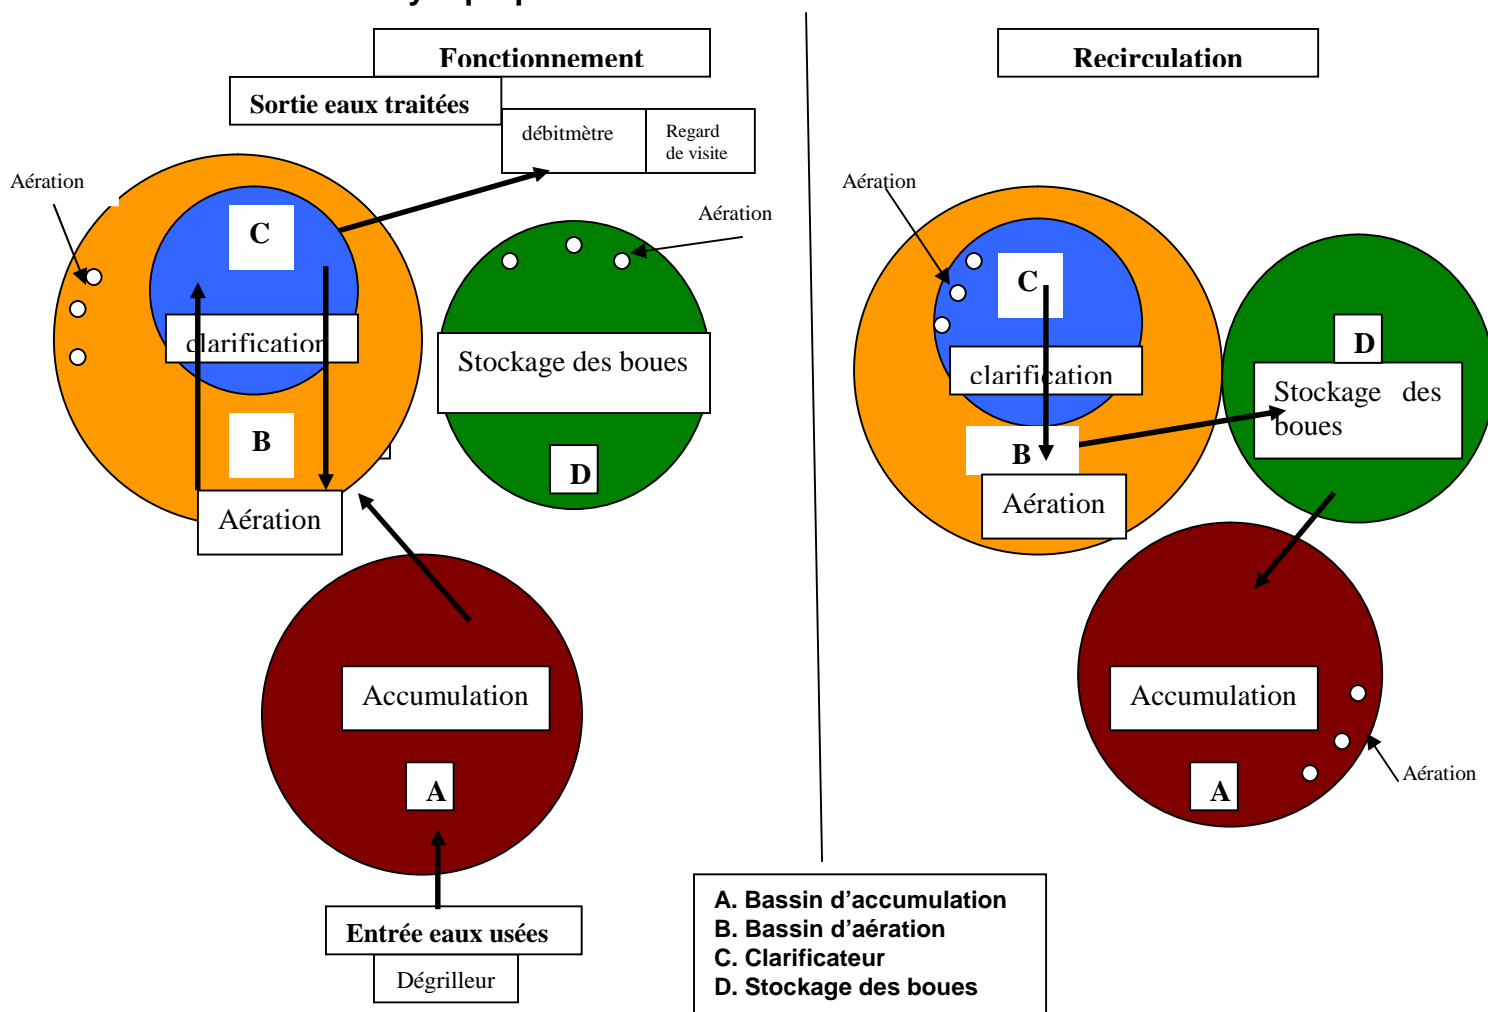 Fonctionnement
Sortie eaux traitées
débitmètre
Regard
de visite
Aération
C
Aération
clarification
Stockage des boues
B
D
Aération
Accumulation
A
Entrée eaux usées
Dégrilleur
Recirculation
Aération
C
D
clarification
Stockage des
boues
B
Aération
Accumulation
A
Aération
A. Bassin d'accumulation
B. Bassin d'aération
C. Clarificateur
D. Stockage des boues